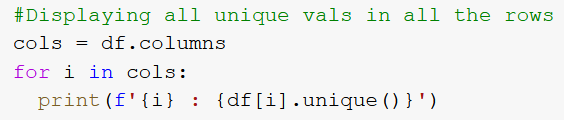 #Displaying all unique vals in all the rows
cols = df.columns
for i in cols:
  print(f'{i} : {df[i].unique()}')